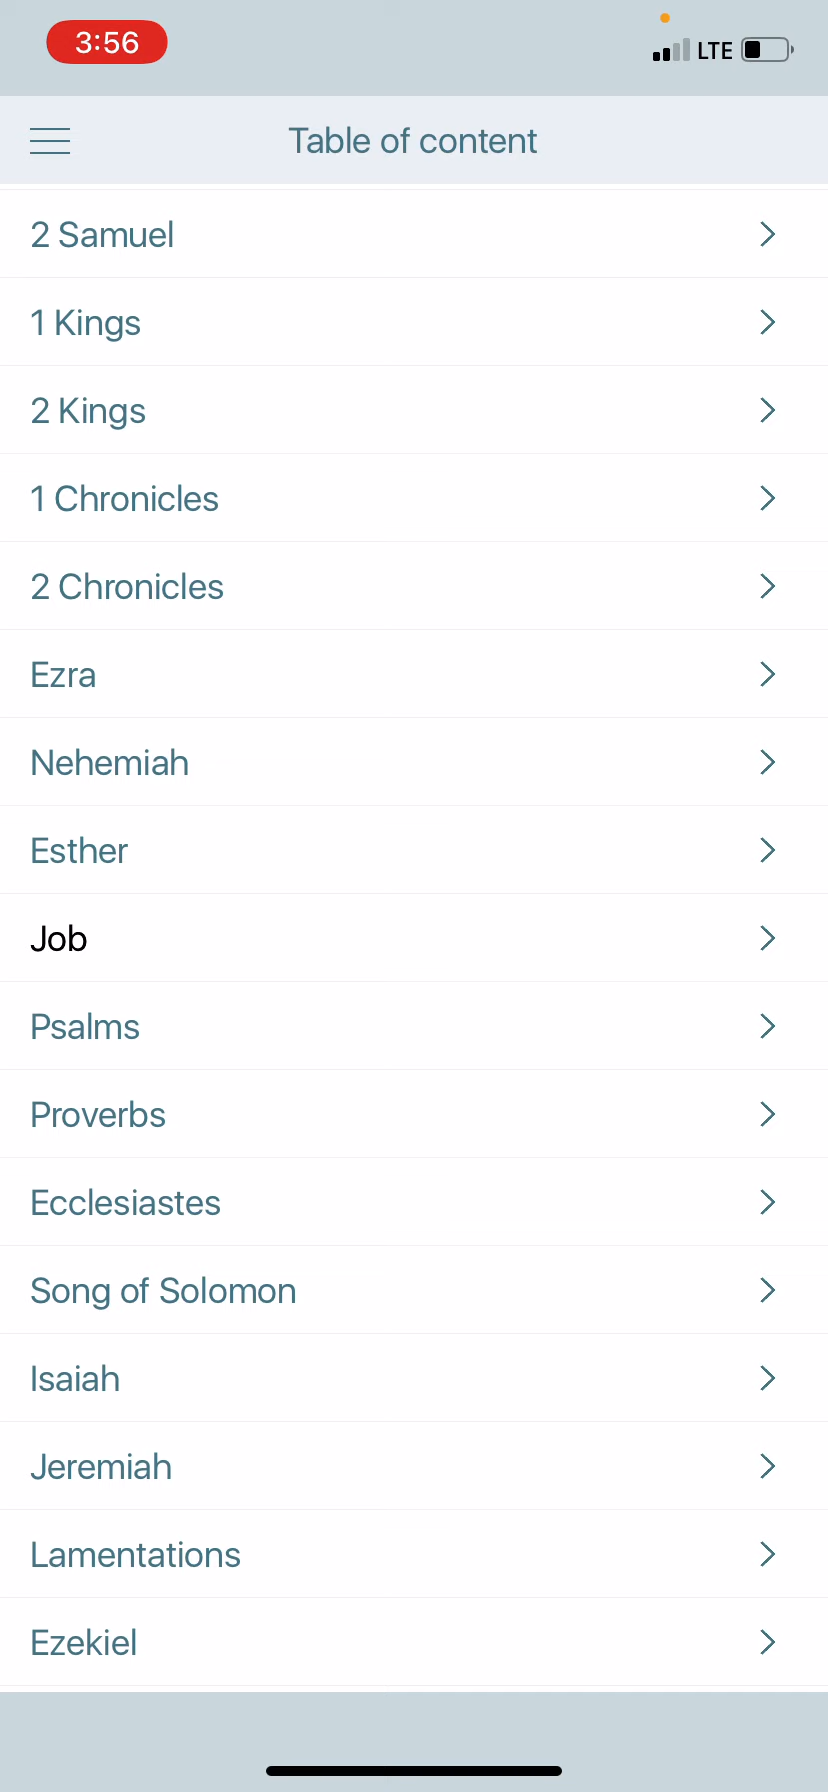 3:56
LTE
Table of content
2 Samuel
1 Kings
2 Kings
1 Chronicles
2 Chronicles
Ezra
Nehemiah
Esther
Job
Psalms
Proverbs
Ecclesiastes
Song of Solomon
Isaiah
Jeremiah
Lamentations
Ezekiel